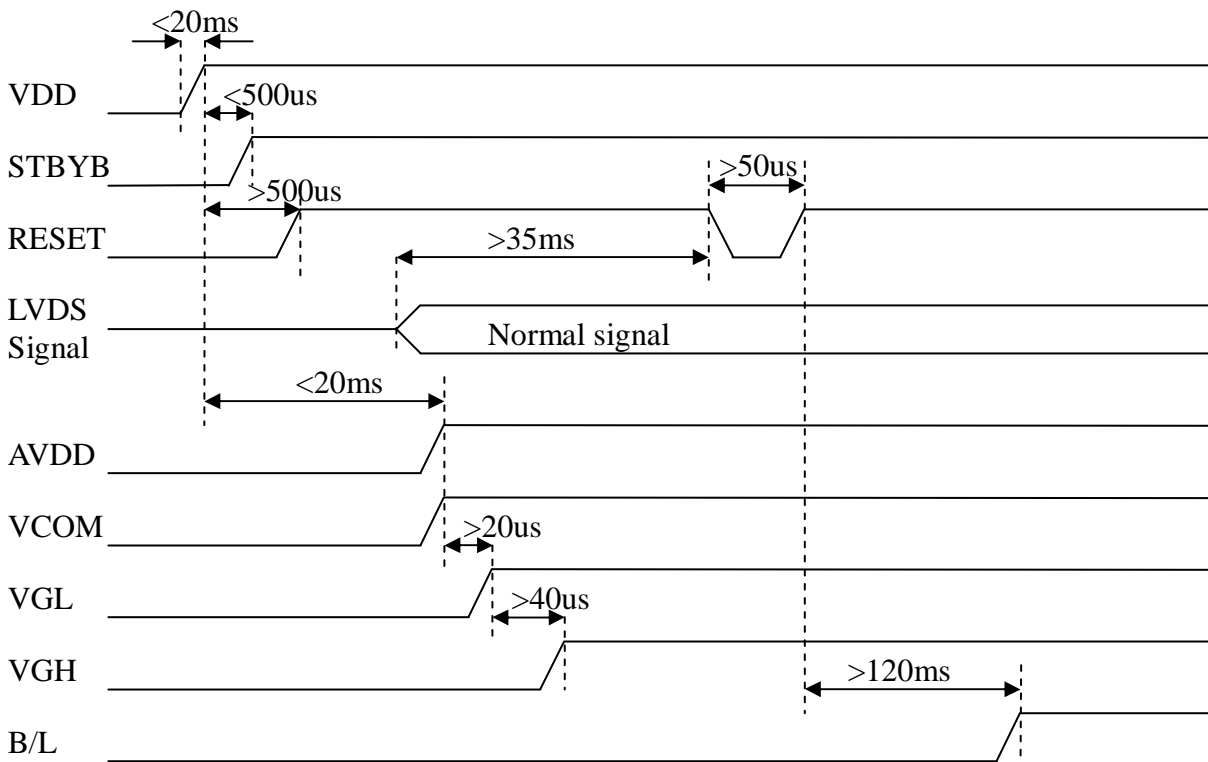 <20ms
VDD
<500us
STBYB
>50us
>500us
RESET
>35ms
LVDS
Signal
Normal signal
<20ms
AVDD
VCOM
>20us
VGL
>40us
VGH
>120ms
B/L